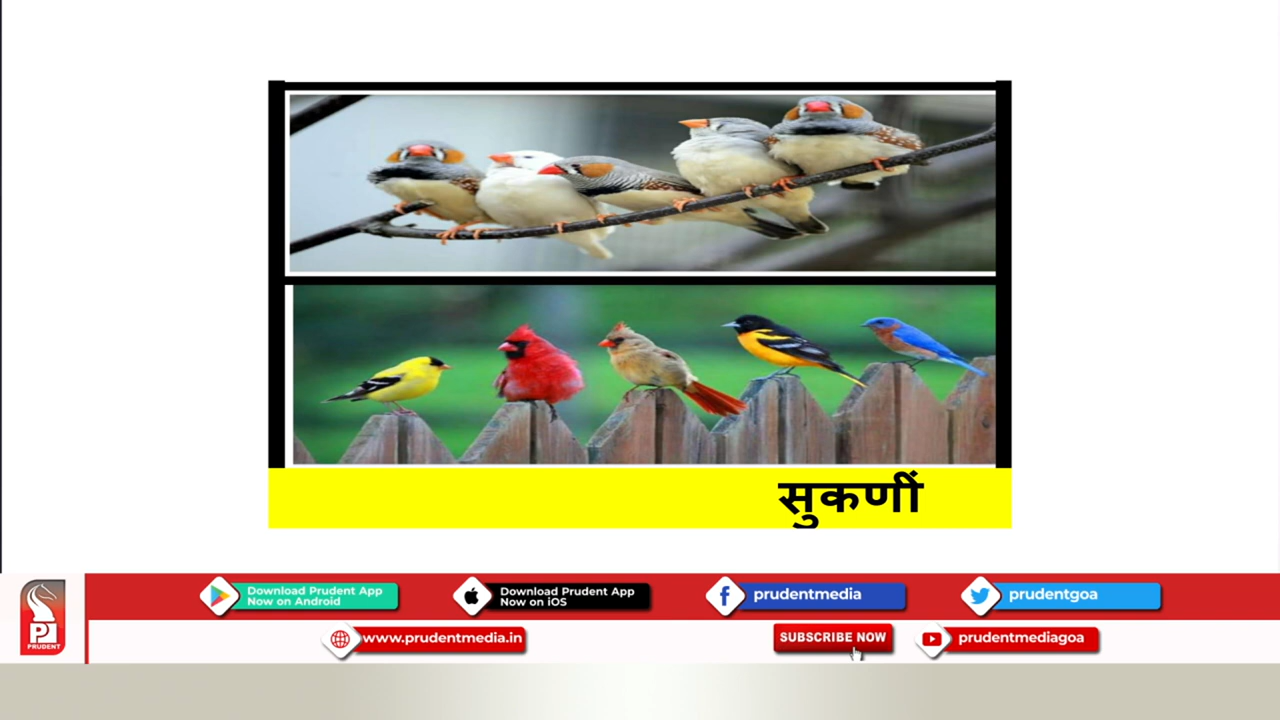 सुकणीं
Download Prudent App
Now on Android
Download Prudent App
Now on iOS
prudentmedia
prudentgoa
PRUDENT
www.prudentmedia.in
SUBSCRIBE NOW
prudentmediagoa